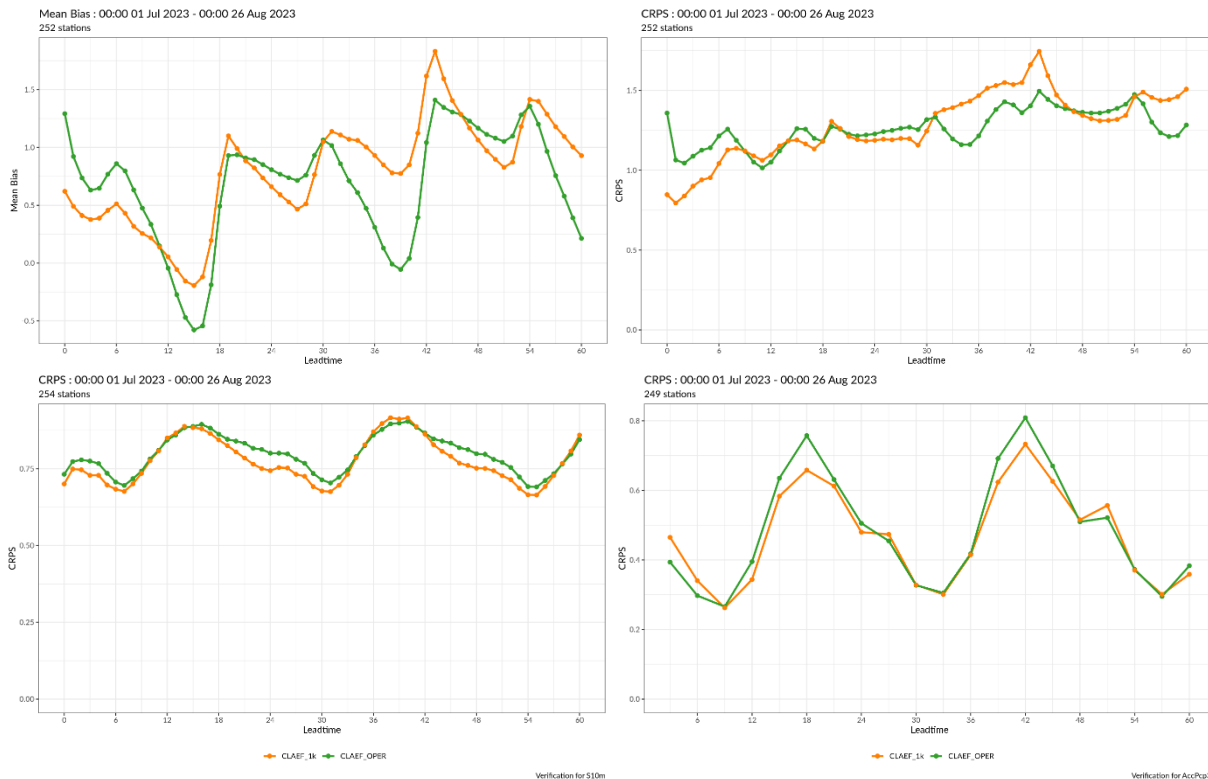 Mean Bias : 00:00 01 Jul 2023 - 00:00 26 Aug 2023
252 stations
Mean Bias
1.5
1.0
0.5
0.0
0.5
0 6 12 18 24 30 36 42 48 54 60
Leadtime
CRPS : 00:00 01 Jul 2023 - 00:00 26 Aug 2023
252 stations
CRPS
1.5
1.0
0.5
0.0
0 6 12 18 24 30 36 42 48 54 60
Leadtime
CRPS : 00:00 01 Jul 2023 - 00:00 26 Aug 2023
254 stations
CRPS
0.75
0.50
0.25
0.00
0 6 12 18 24 30 36 42 48 54 60
Leadtime
CLAEF_1k CLAEF_OPER
Verification for S10m
CRPS : 00:00 01 Jul 2023 - 00:00 26 Aug 2023
249 stations
CRPS
0.8
0.6
0.4
0.2
0.0
6 12 18 24 30 36 42 48 54 60
Leadtime
CLAEF_1k CLAEF_OPER
Verification for AccPcp